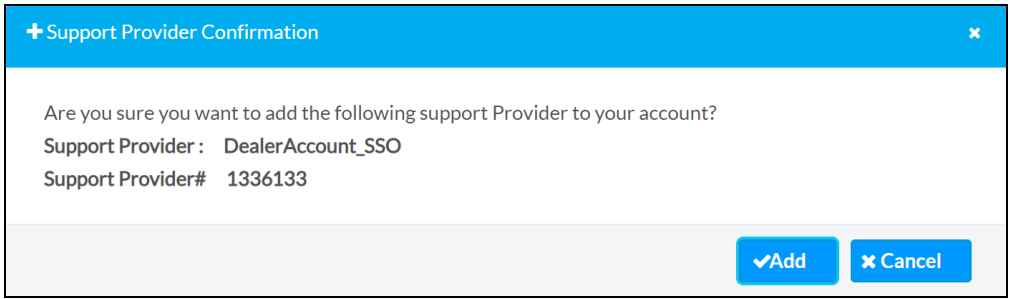 Support Provider Confirmation
Are you sure you want to add the following support Provider to your account?
Support Provider : DealerAccount_SSO
Support Provider# 1336133
Add Cancel